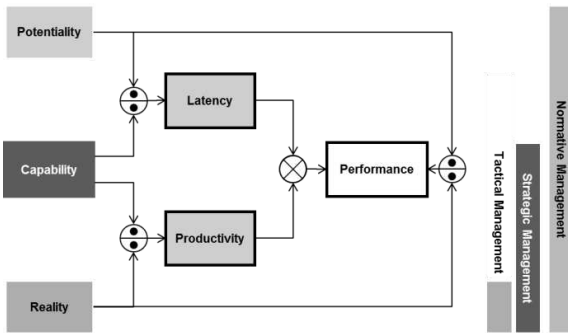 Potentiality
Latency
Capability
Performance
Productivity
Reality
Tactical Management
Strategic Management
Normative Management